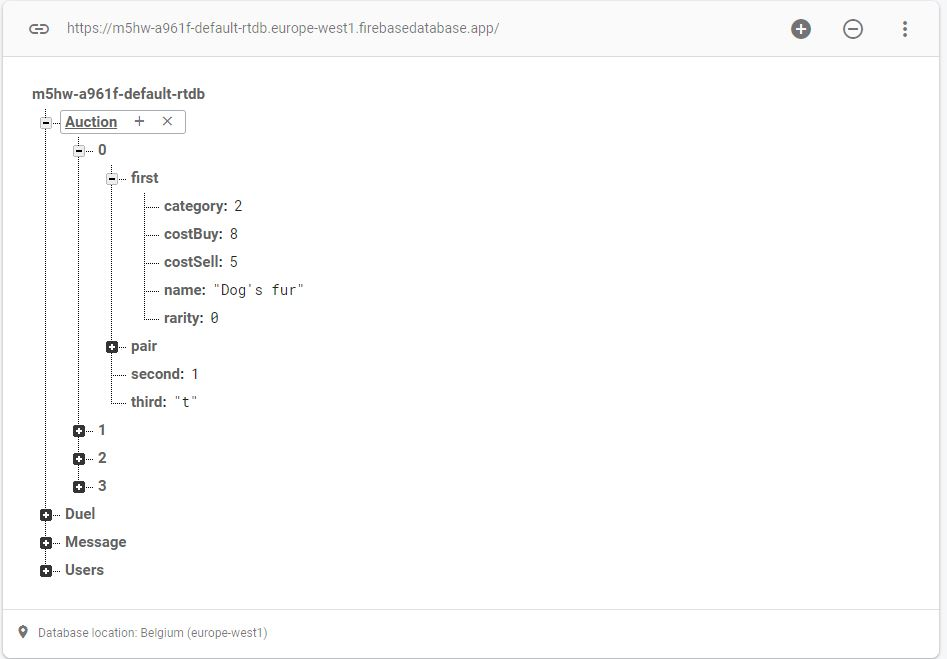 https://m5hw-a961f-default-rtdb.europe-west1.firebasedatabase.app/
m5hw-a961f-default-rtdb
Auction
0
first
category: 2
costBuy: 8
costSell: 5
name: "Dog's fur"
rarity: 0
pair
second: 1
third: "t"
1
2
3
Duel
Message
Users
Database location: Belgium (europe-west1)